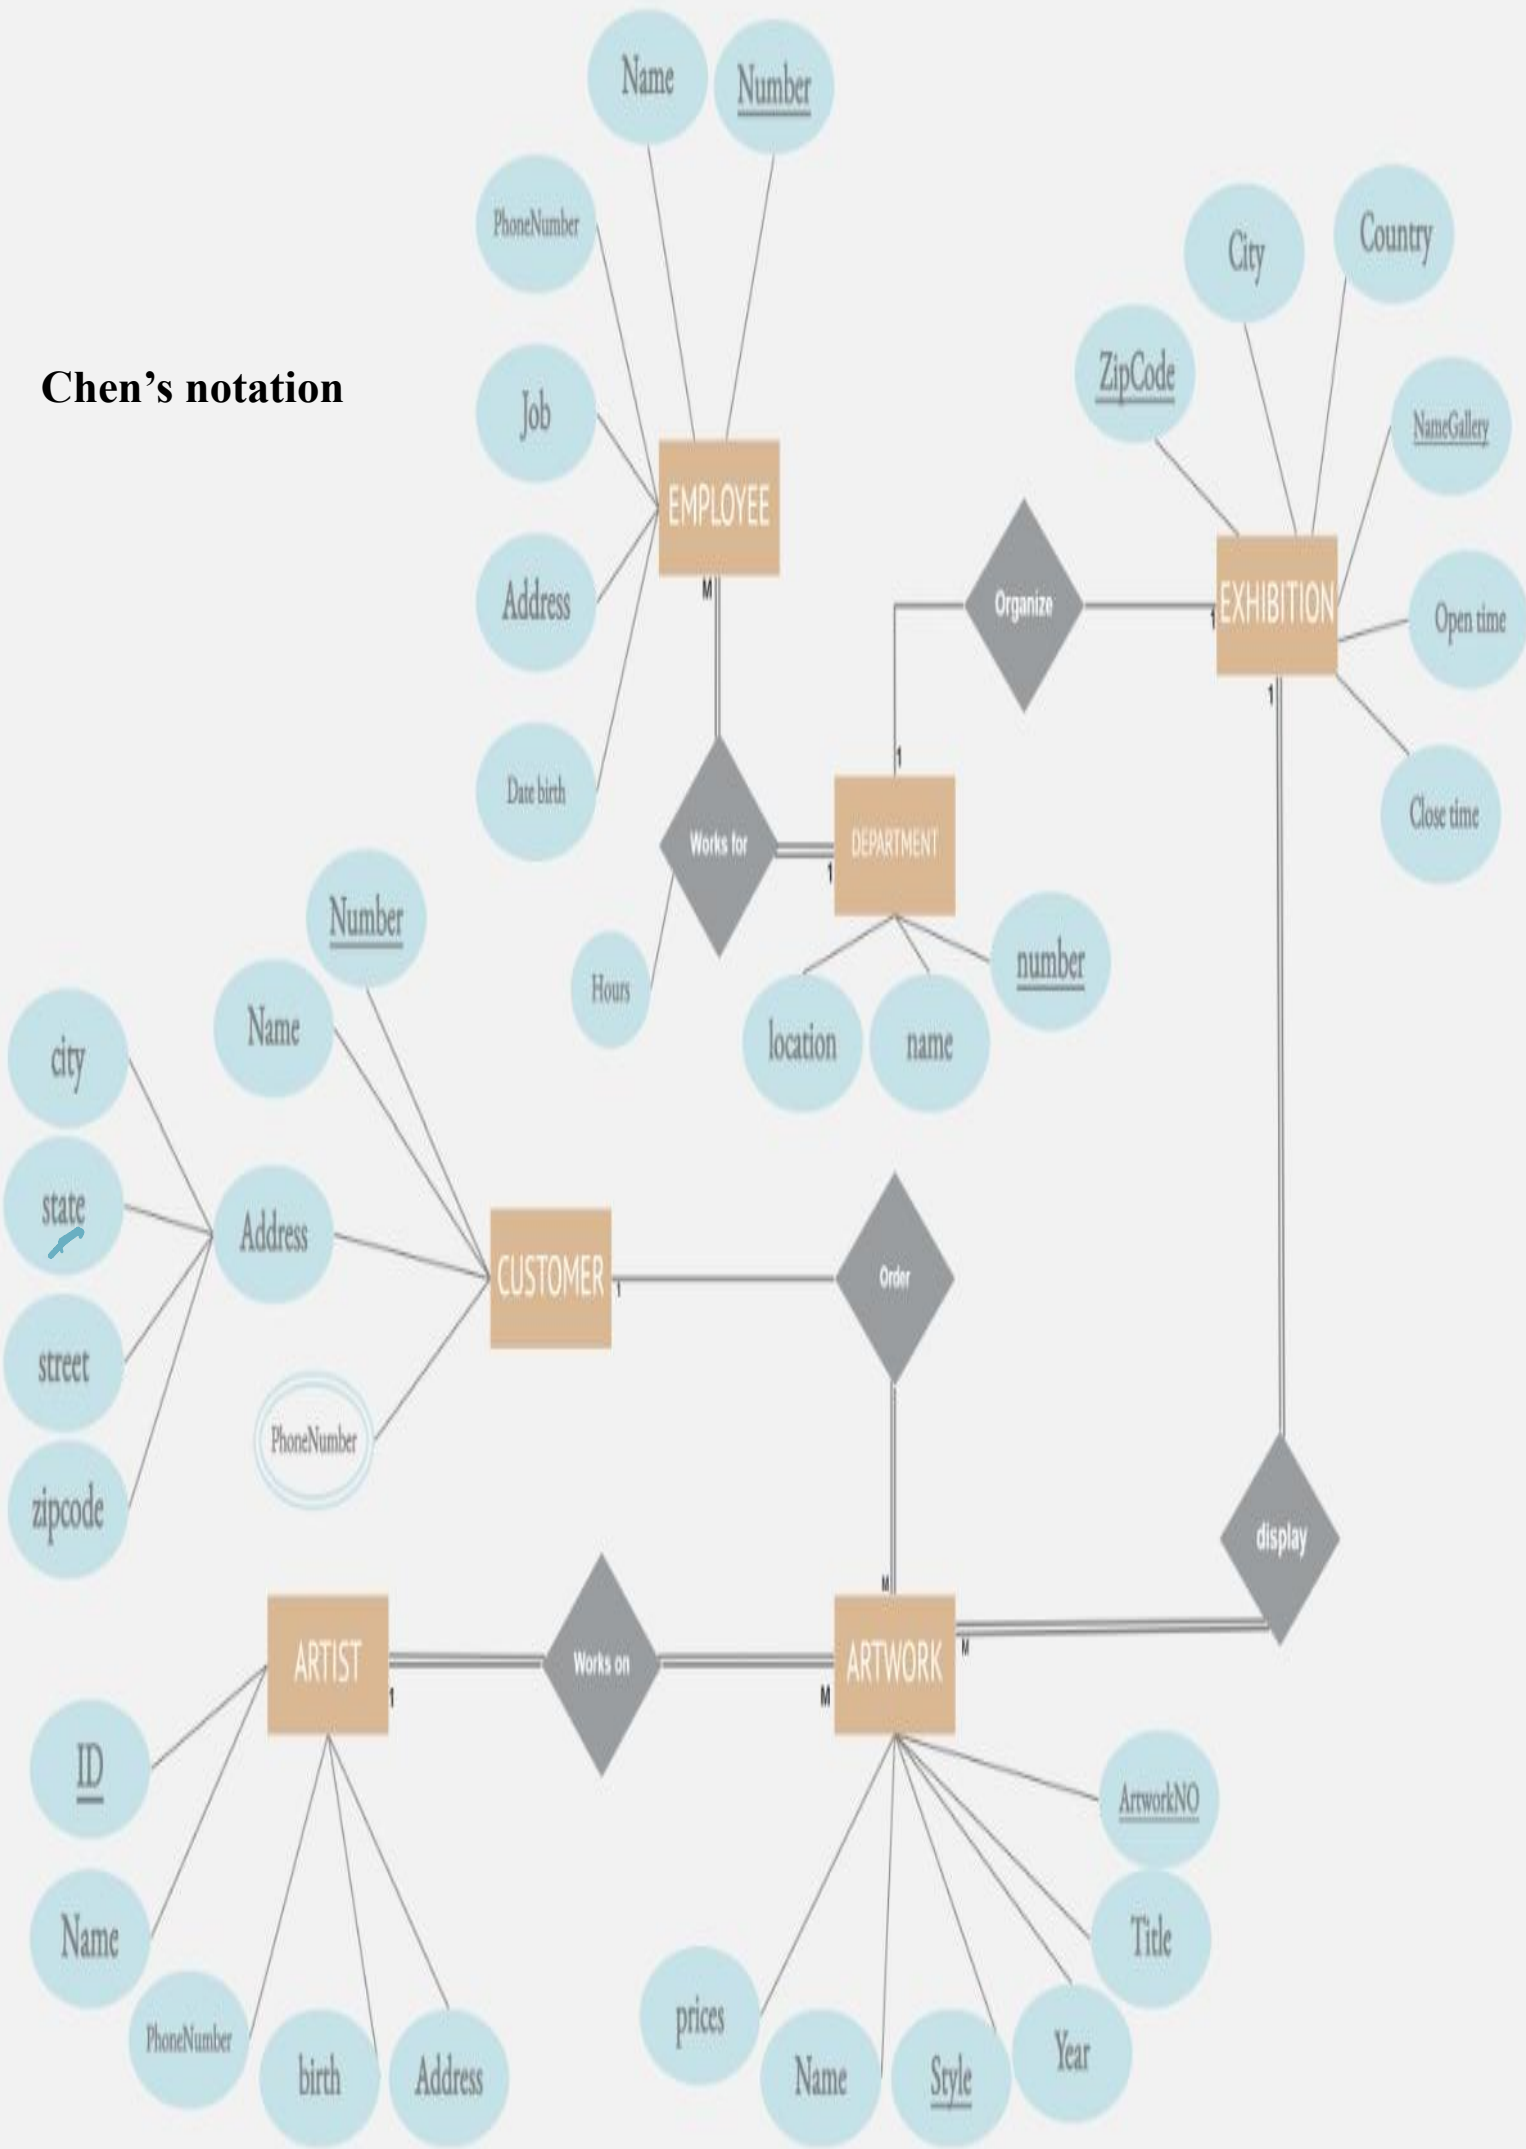 Name
Number
PhoneNumber
City
Country
ZipCode
Chen’s notation
Job
NameGallery
EMPLOYEE
M
Address
Organize
1
EXHIBITION
Open time
1
1
Date birth
Works for
1
DEPARTMENT
Close time
Number
Hours
number
Name
location
name
city
state
Address
CUSTOMER
1
Order
street
PhoneNumber
zipcode
display
M
ARTIST
1
Works on
M
ARTWORK
M
ID
ArtworkNO
Name
Title
PhoneNumber
birth
Address
prices
Name
Style
Year